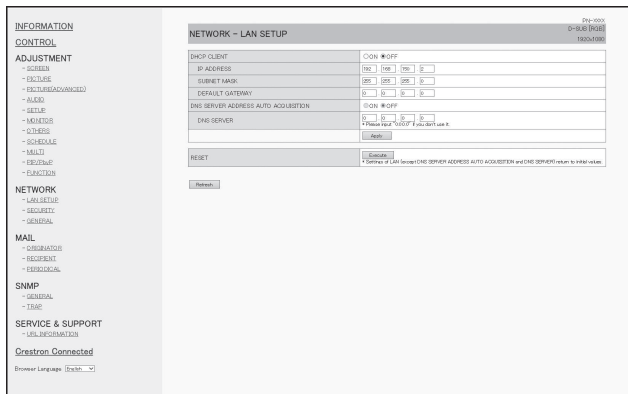 INFORMATION
CONTROL
ADJUSTMENT
- SCREEN
- PICTURE
- PICTURE(ADVANCED)
- AUDIO
- SETUP
- MONITOR
- OTHERS
- SCHEDULE
- MULTI
- PIP/PbyP
- FUNCTION
NETWORK
- LAN SETUP
- SECURITY
- GENERAL
MAIL
- ORIGINATOR
- RECIPIENT
- PERIODICAL
SNMP
- GENERAL
- TRAP
SERVICE & SUPPORT
- URL INFORMATION
Crestron Connected
Browser Language English
PN-XXX
NETWORK - LAN SETUP D-SUB [RGB]
1920x1080
DHCP CLIENT ON OFF
IP ADDRESS 192 . 168 . 150 . 2
SUBNET MASK 255 . 255 . 255 . 0
DEFAULT GATEWAY 0 . 0 . 0 . 0
DNS SERVER ADDRESS AUTO ACQUISITION ON OFF
DNS SERVER 0 . 0 . 0 . 0
* Please input "0.0.0.0" if you don't use it.
Apply
RESET Execute
* Settings of LAN (except DNS SERVER ADDRESS AUTO ACQUISITION and DNS SERVER) return to initial values.
Refresh